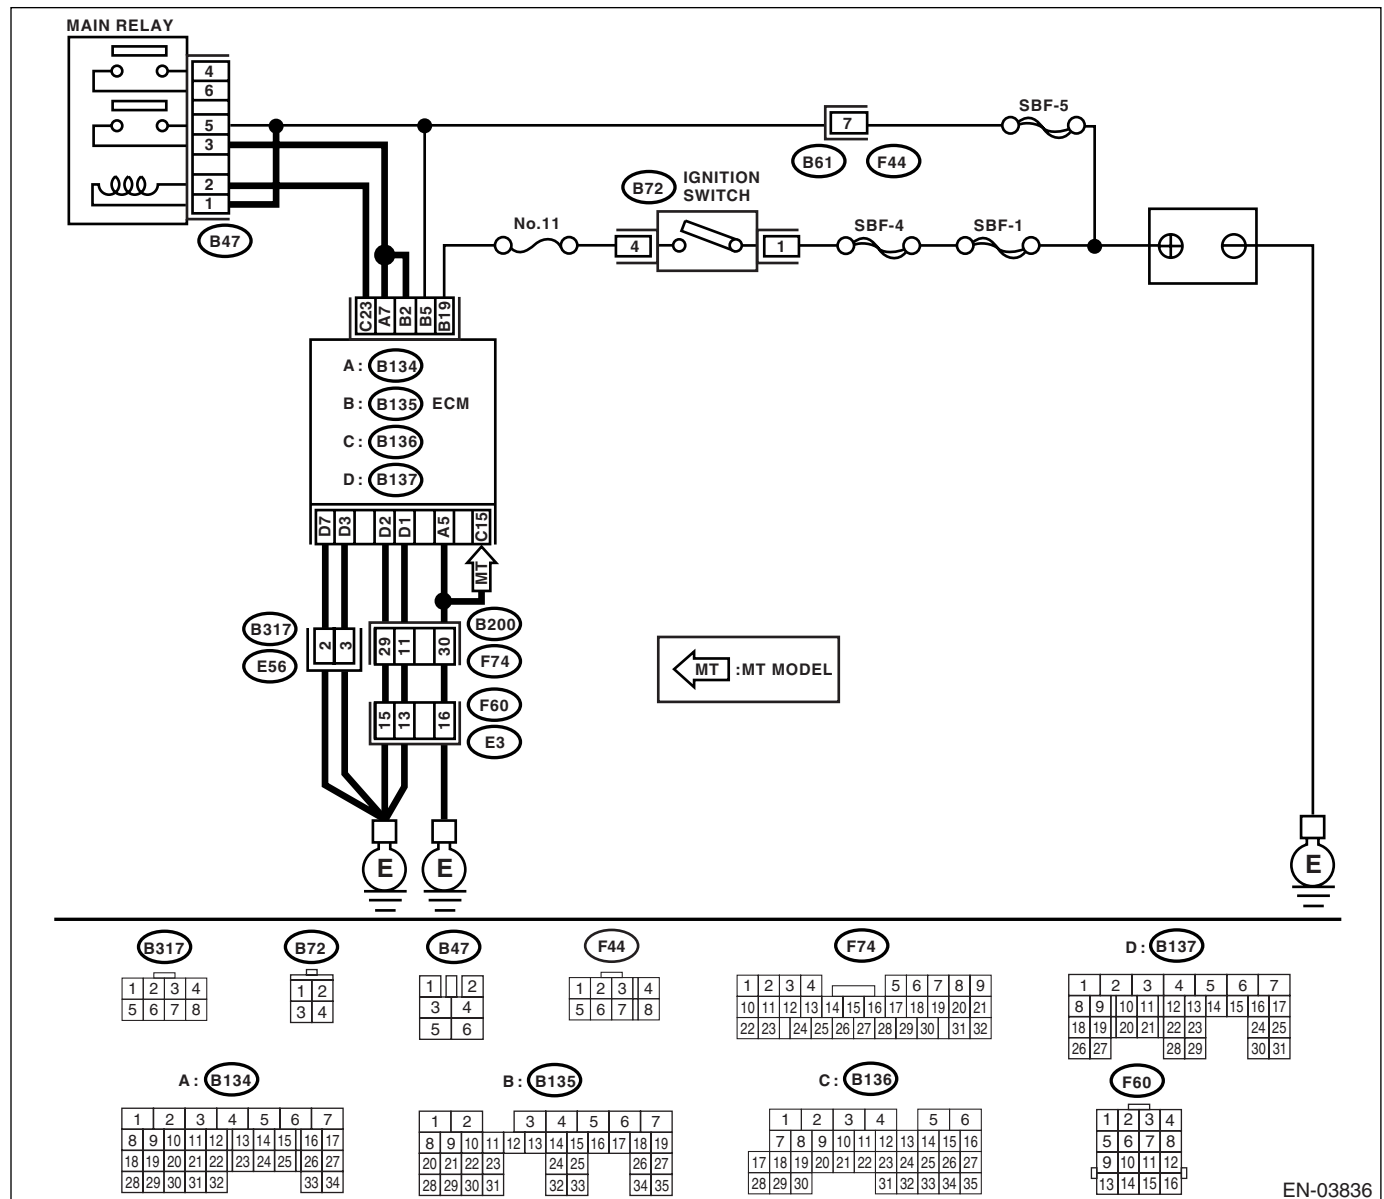 MAIN RELAY
4
6
5
3
2
1
B47
SBF-5
7
B61 F44
B72 IGNITION SWITCH
No.11
4
1
SBF-4 SBF-1
C23 A7 B2 B5 B19
A: B134
B: B135 ECM
C: B136
D: B137
D7 D3 D2 D1 A5 C15
MT
B317
E56
2 3
29 11 30
B200
F74
15 13 16
F60
E3
MT :MT MODEL
E E E
B317
1 2 3 4
5 6 7 8
B72
1 2
3 4
B47
1 2
3 4
5 6
F44
1 2 3 4
5 6 7 8
F74
1 2 3 4 5 6 7 8 9
10 11 12 13 14 15 16 17 18 19 20 21
22 23 24 25 26 27 28 29 30 31 32
D: B137
1 2 3 4 5 6 7
8 9 10 11 12 13 14 15 16 17
18 19 20 21 22 23 24 25
26 27 28 29 30 31
A: B134
1 2 3 4 5 6 7
8 9 10 11 12 13 14 15 16 17
18 19 20 21 22 23 24 25 26 27
28 29 30 31 32 33 34
B: B135
1 2 3 4 5 6 7
8 9 10 11 12 13 14 15 16 17 18 19
20 21 22 23 24 25 26 27
28 29 30 31 32 33 34 35
C: B136
1 2 3 4 5 6
7 8 9 10 11 12 13 14 15 16
17 18 19 20 21 22 23 24 25 26 27
28 29 30 31 32 33 34 35
F60
1 2 3 4
5 6 7 8
9 10 11 12
13 14 15 16
EN-03836